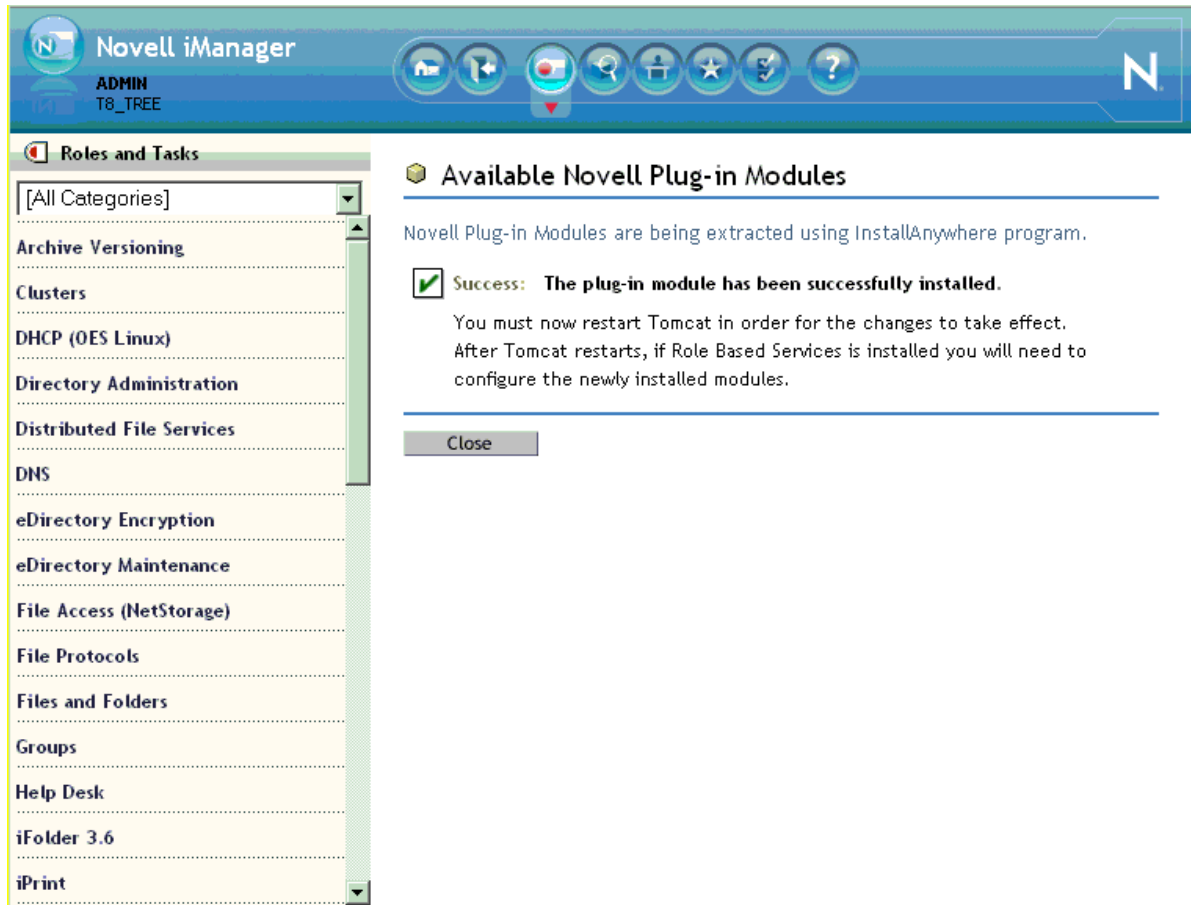 Novell iManager
ADMIN
T8_TREE
N
N
?
Roles and Tasks
[All Categories]
Archive Versioning
Clusters
DHCP (OES Linux)
Directory Administration
Distributed File Services
DNS
eDirectory Encryption
eDirectory Maintenance
File Access (NetStorage)
File Protocols
Files and Folders
Groups
Help Desk
iFolder 3.6
iPrint
Available Novell Plug-in Modules
Novell Plug-in Modules are being extracted using InstallAnywhere program.
Success: The plug-in module has been successfully installed.
You must now restart Tomcat in order for the changes to take effect.
After Tomcat restarts, if Role Based Services is installed you will need to
configure the newly installed modules.
Close